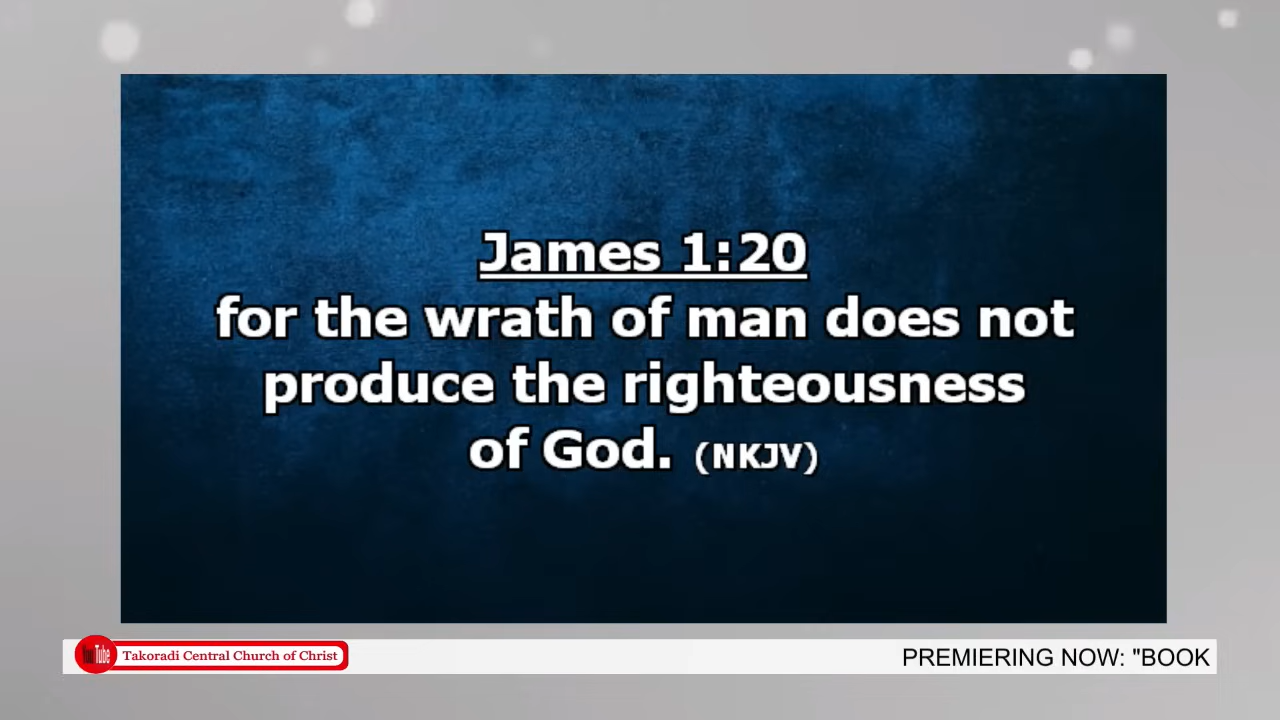 James 1:20
for the wrath of man does not
produce the righteousness
of God. (NKJV)
YouTube Takoradi Central Church of Christ
PREMIERING NOW: "BOOK